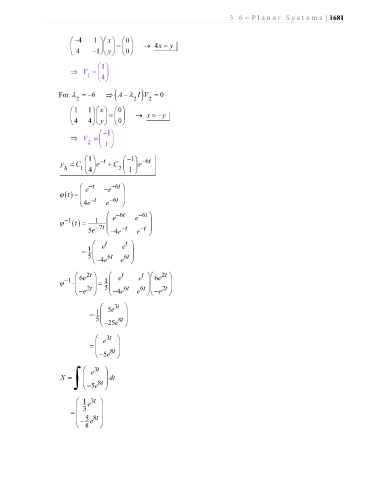 3.6 – Planar Systems | 1681
(−4 1; 4 −1)(x; y) = (0; 0) → 4x = y
⇒ V₁ = (1; 4)
For λ₂ = −6 ⇒ (A − λ₂I)V₂ = 0
(1 1; 4 4)(x; y) = (0; 0) → x = −y
⇒ V₂ = (−1; 1)
y_h = C₁(1; 4)e^{−t} + C₂(−1; 1)e^{−6t}
φ(t) = (e^{−t} −e^{−6t}; 4e^{−t} e^{−6t})
φ^{−1}(t) = 1/(5e^{−7t}) (e^{−6t} e^{−6t}; −4e^{−t} e^{−t})
= 1/5 (e^{t} e^{t}; −4e^{6t} e^{6t})
φ^{−1}·(6e^{2t}; −e^{2t}) = 1/5 (e^{t} e^{t}; −4e^{6t} e^{6t})(6e^{2t}; −e^{2t})
= 1/5 (5e^{3t}; −25e^{8t})
= (e^{3t}; −5e^{8t})
X = ∫(e^{3t}; −5e^{8t}) dt
= (1/3 e^{3t}; −5/8 e^{8t})